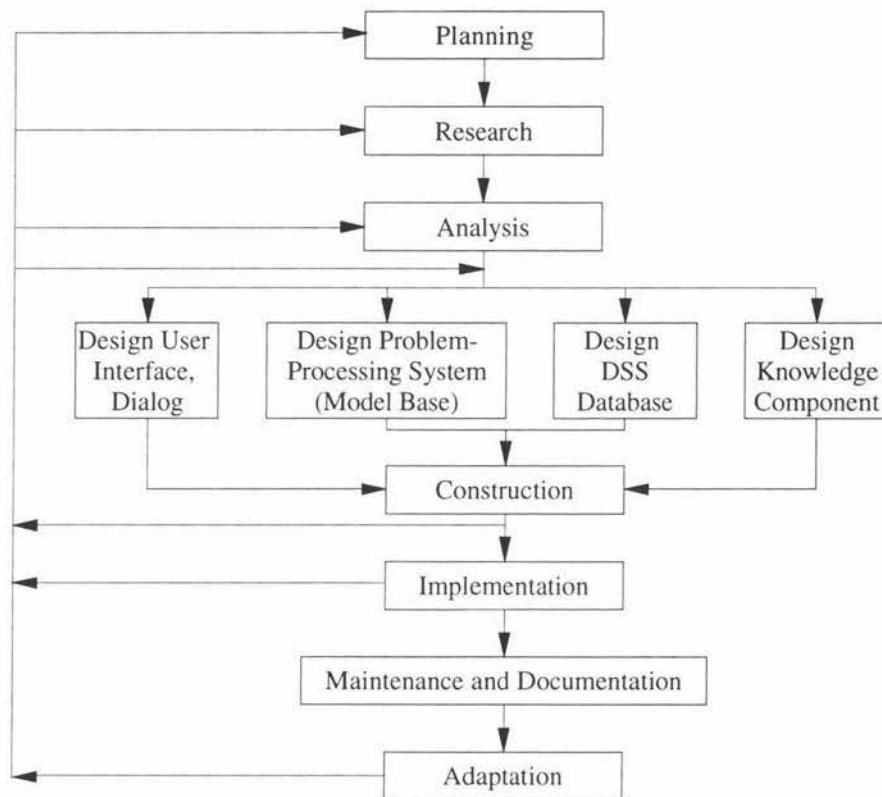 Planning
Research
Analysis
Design User
Interface,
Dialog
Design Problem-
Processing System
(Model Base)
Design
DSS
Database
Design
Knowledge
Component
Construction
Implementation
Maintenance and Documentation
Adaptation